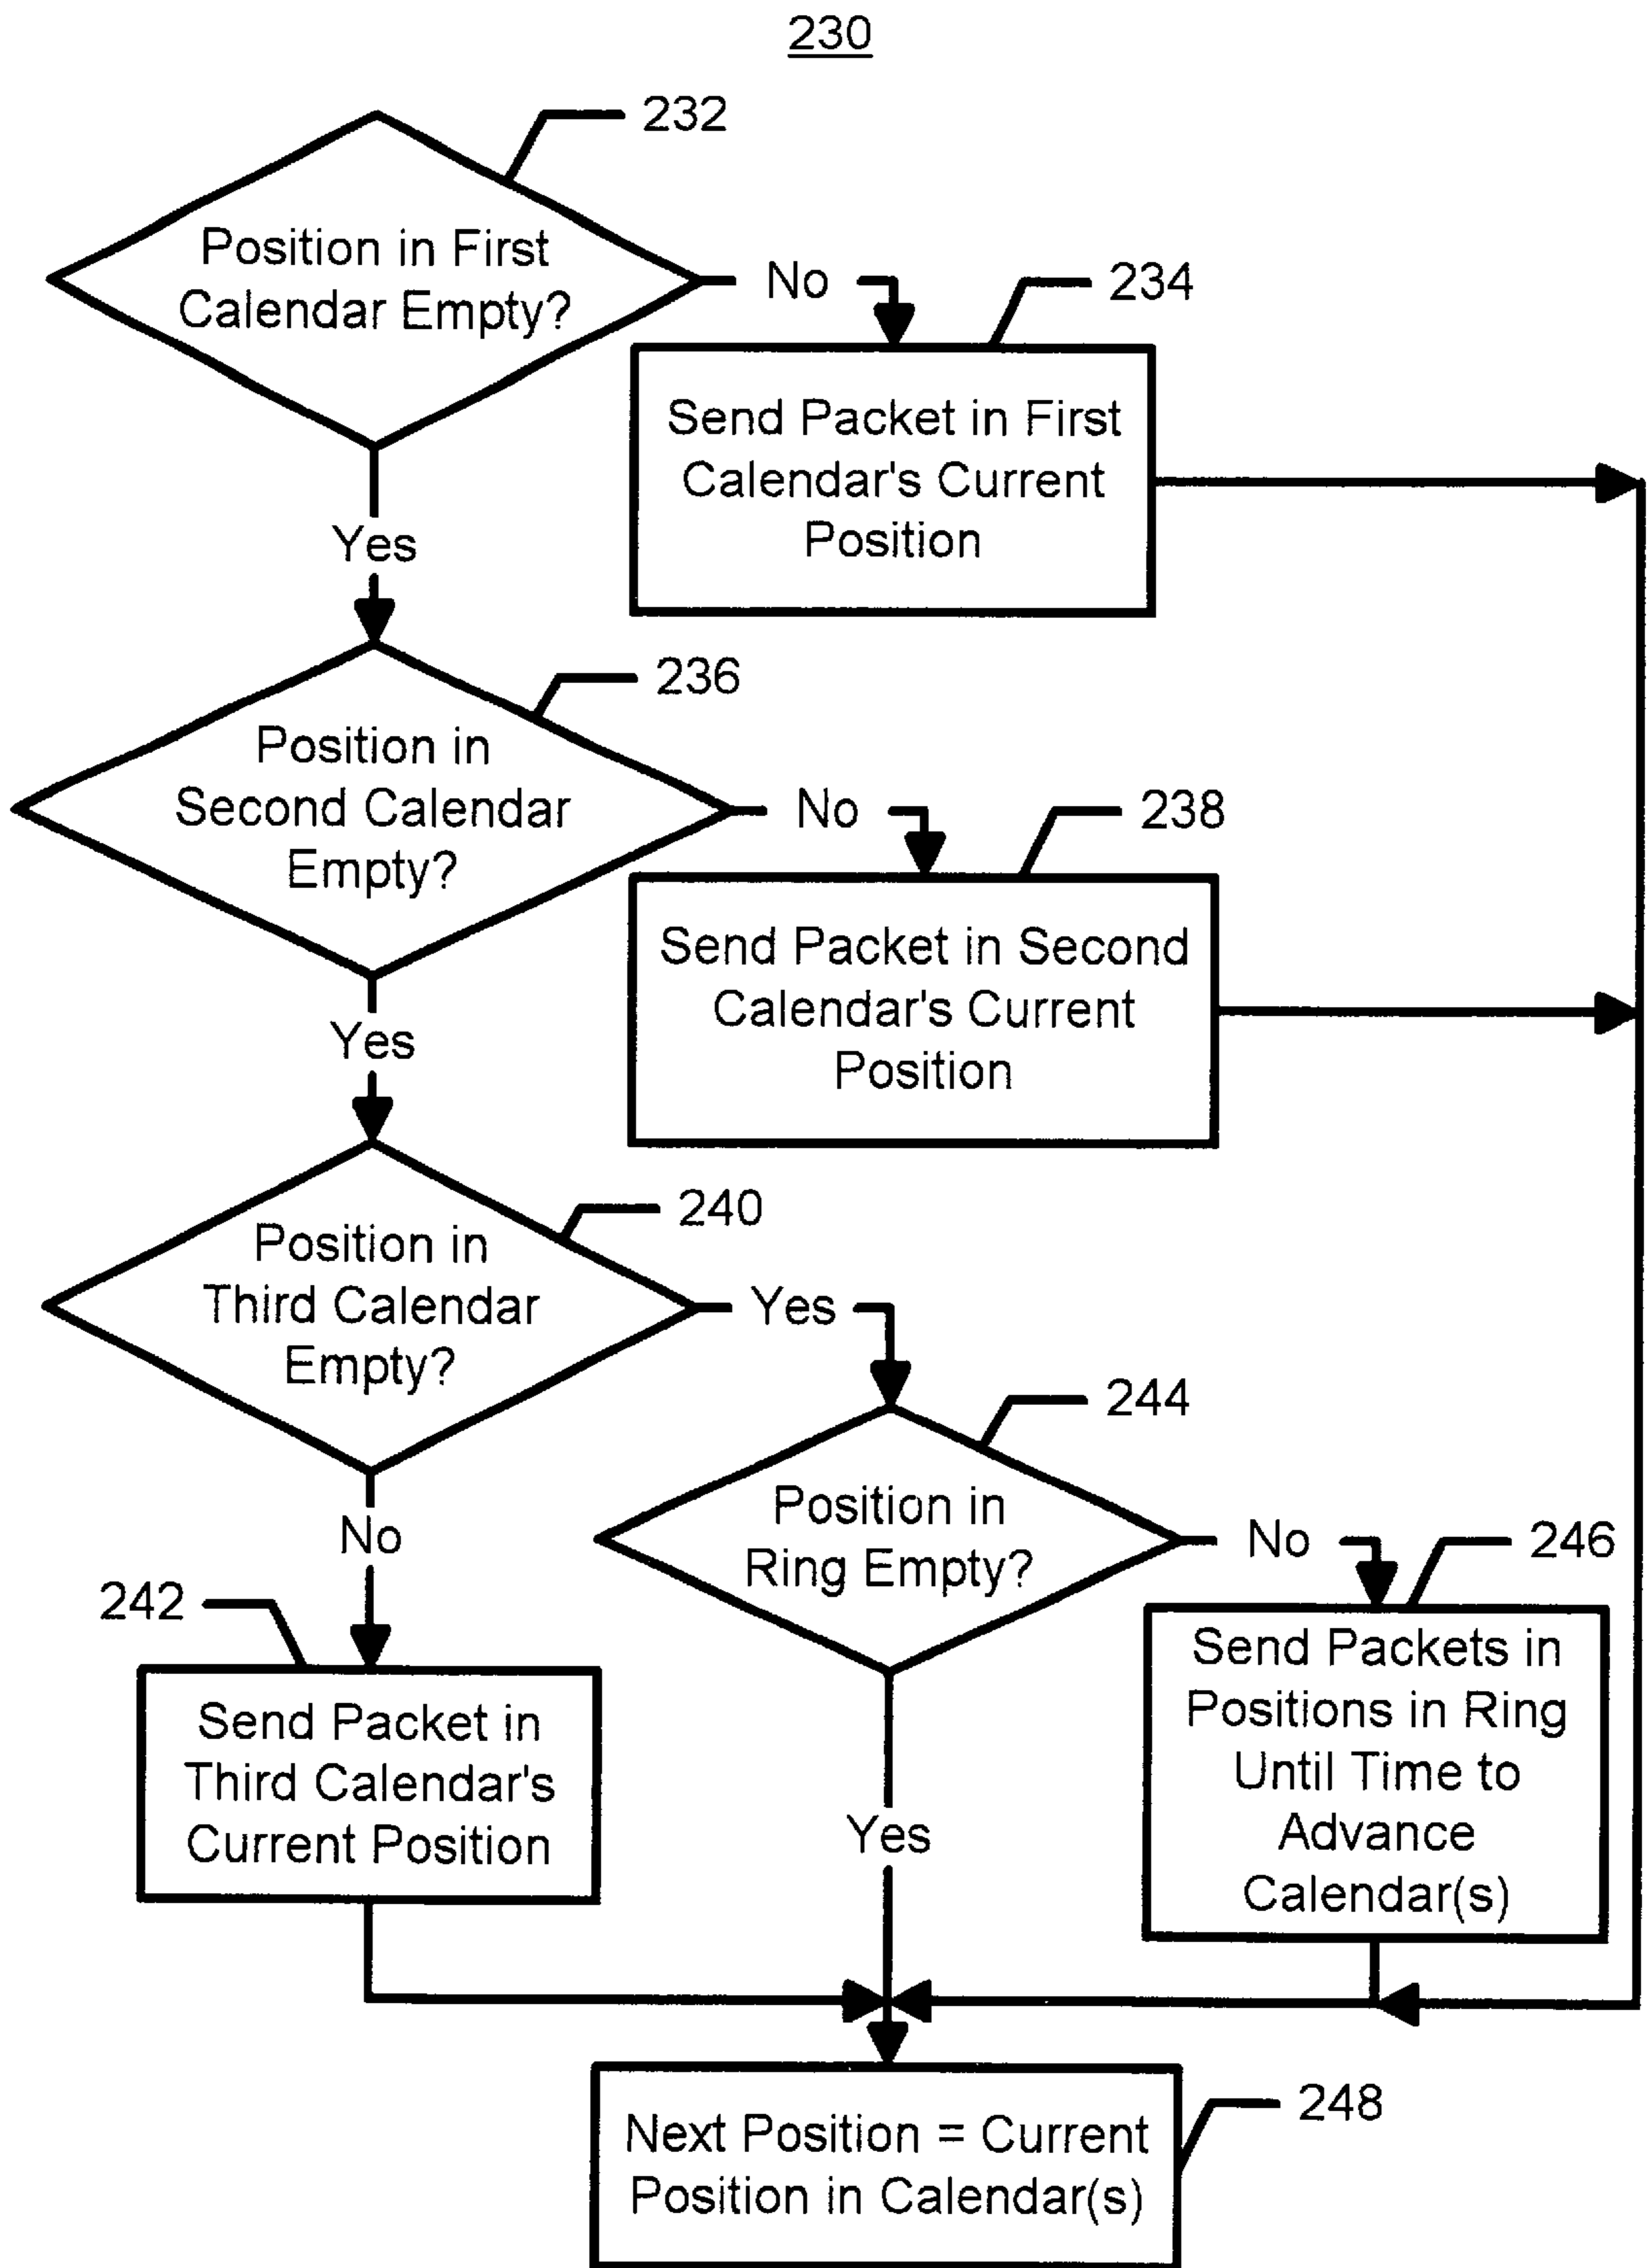 230
232
Position in First
Calendar Empty?
No
234
Send Packet in First
Calendar's Current
Position
Yes
236
Position in
Second Calendar
Empty?
No
238
Send Packet in Second
Calendar's Current
Position
Yes
240
Position in
Third Calendar
Empty?
Yes
244
Position in
Ring Empty?
No
246
Send Packets in
Positions in Ring
Until Time to
Advance
Calendar(s)
No
242
Send Packet in
Third Calendar's
Current Position
Yes
248
Next Position = Current
Position in Calendar(s)